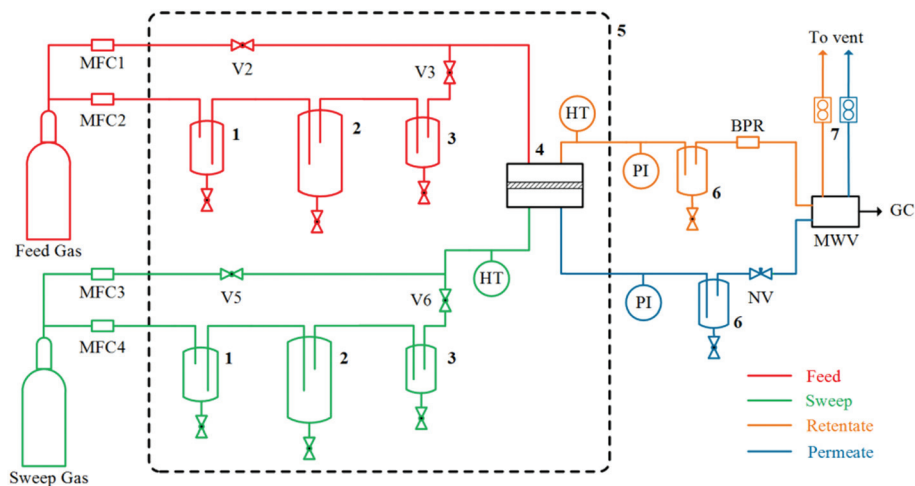 To vent
5
MFC1
V2
V3
HT
MFC2
BPR
7
1
2
3
4
PI
6
GC
MWV
Feed Gas
HT
MFC3
V5
V6
PI
NV
6
MFC4
1
2
3
Feed
Sweep
Retentate
Permeate
Sweep Gas